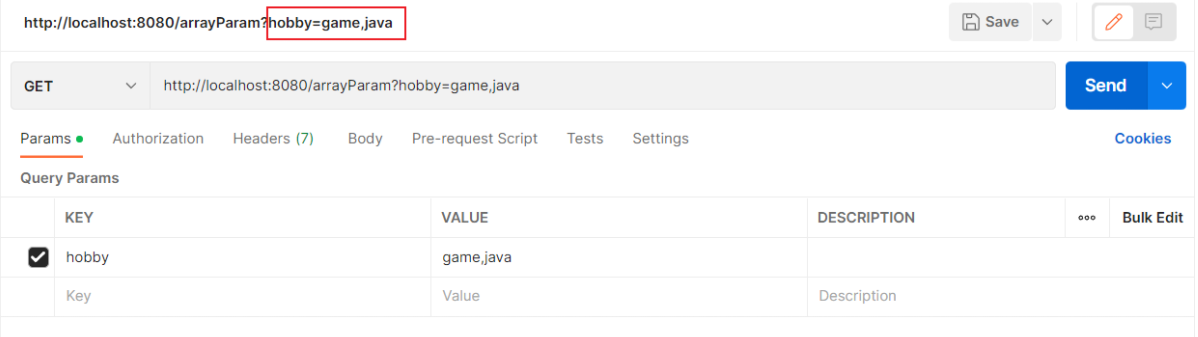 http://localhost:8080/arrayParam?hobby=game,java Save
GET http://localhost:8080/arrayParam?hobby=game,java Send
Params Authorization Headers (7) Body Pre-request Script Tests Settings Cookies
Query Params
KEY VALUE DESCRIPTION ooo Bulk Edit
hobby game,java
Key Value Description